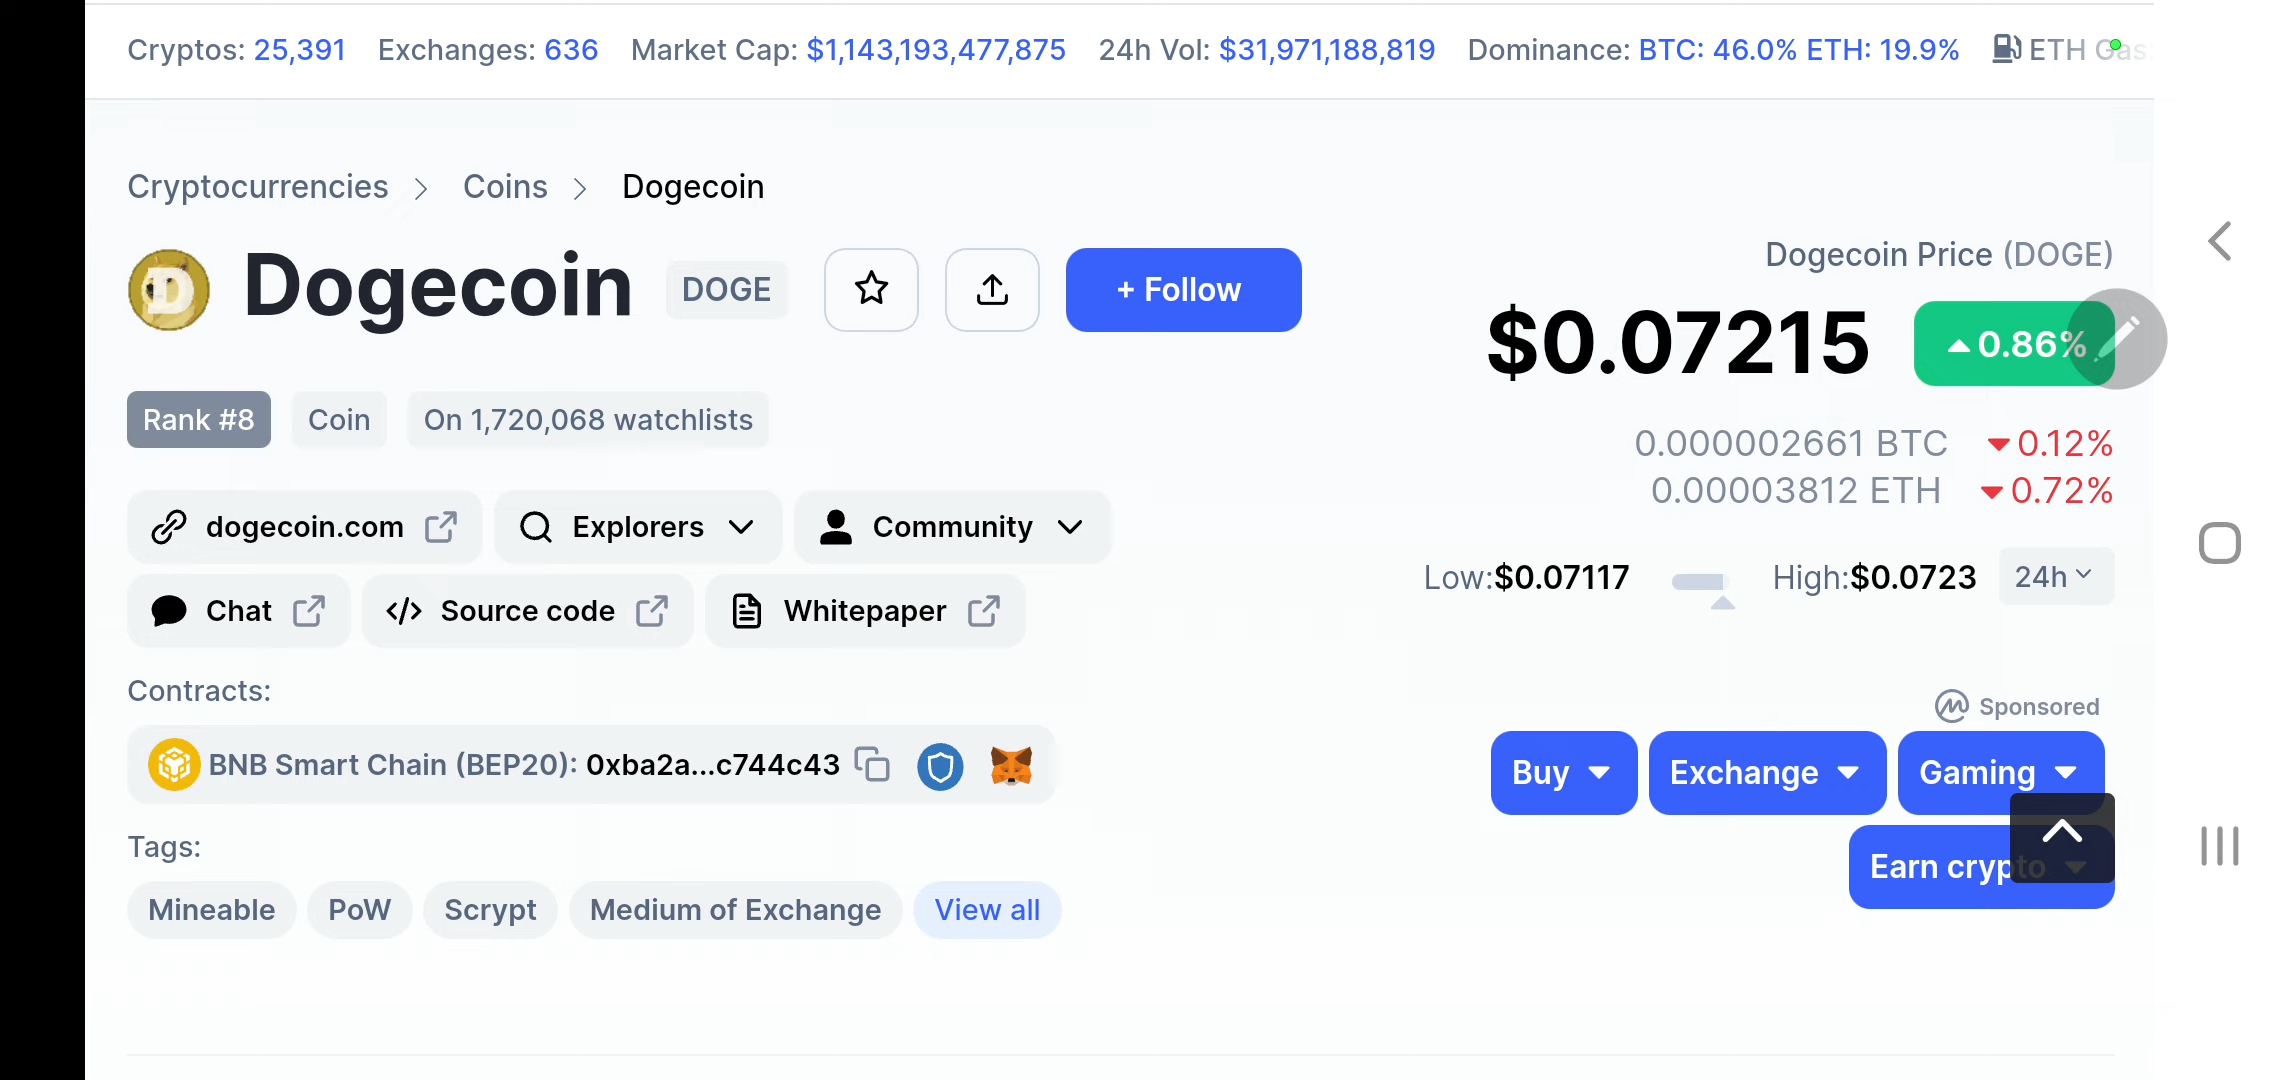 Cryptos: 25,391 Exchanges: 636 Market Cap: $1,143,193,477,875 24h Vol: $31,971,188,819 Dominance: BTC: 46.0% ETH: 19.9% ETH Gas
Cryptocurrencies > Coins > Dogecoin
Dogecoin DOGE + Follow
Rank #8 Coin On 1,720,068 watchlists
dogecoin.com Explorers Community
Chat </> Source code Whitepaper
Contracts:
BNB Smart Chain (BEP20): 0xba2a...c744c43
Tags:
Mineable PoW Scrypt Medium of Exchange View all
Dogecoin Price (DOGE)
$0.07215 0.86%
0.000002661 BTC 0.12%
0.00003812 ETH 0.72%
Low:$0.07117 High:$0.0723 24h
Sponsored
Buy Exchange Gaming
Earn crypto